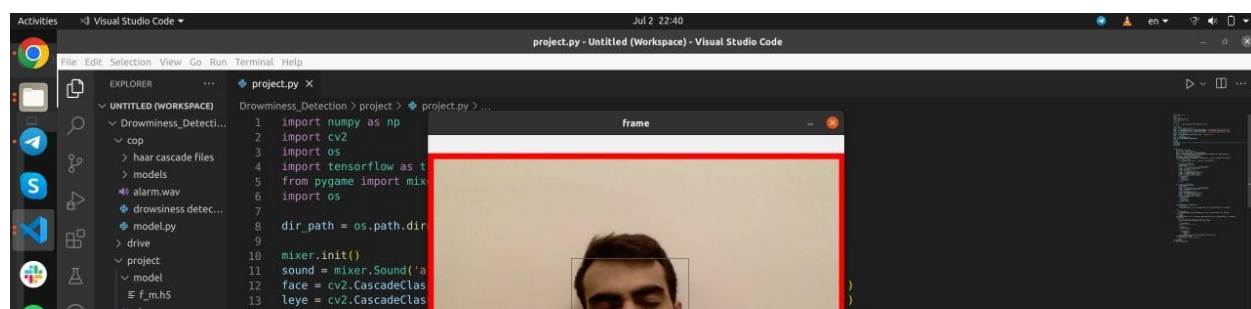 Activities
Visual Studio Code
Jul 2 22:40
en
project.py - Untitled (Workspace) - Visual Studio Code
File Edit Selection View Go Run Terminal Help
EXPLORER
UNTITLED (WORKSPACE)
Drowminess_Detecti...
cop
haar cascade files
models
alarm.wav
drowsiness detec...
model.py
drive
project
model
f_m.h5
project.py
Drowminess_Detection > project > project.py > ...
1 import numpy as np
2 import cv2
3 import os
4 import tensorflow as t
5 from pygame import mix
6 import os
7
8 dir_path = os.path.dir
9
10 mixer.init()
11 sound = mixer.Sound('a
12 face = cv2.CascadeClas
)
13 leye = cv2.CascadeClas
)
frame